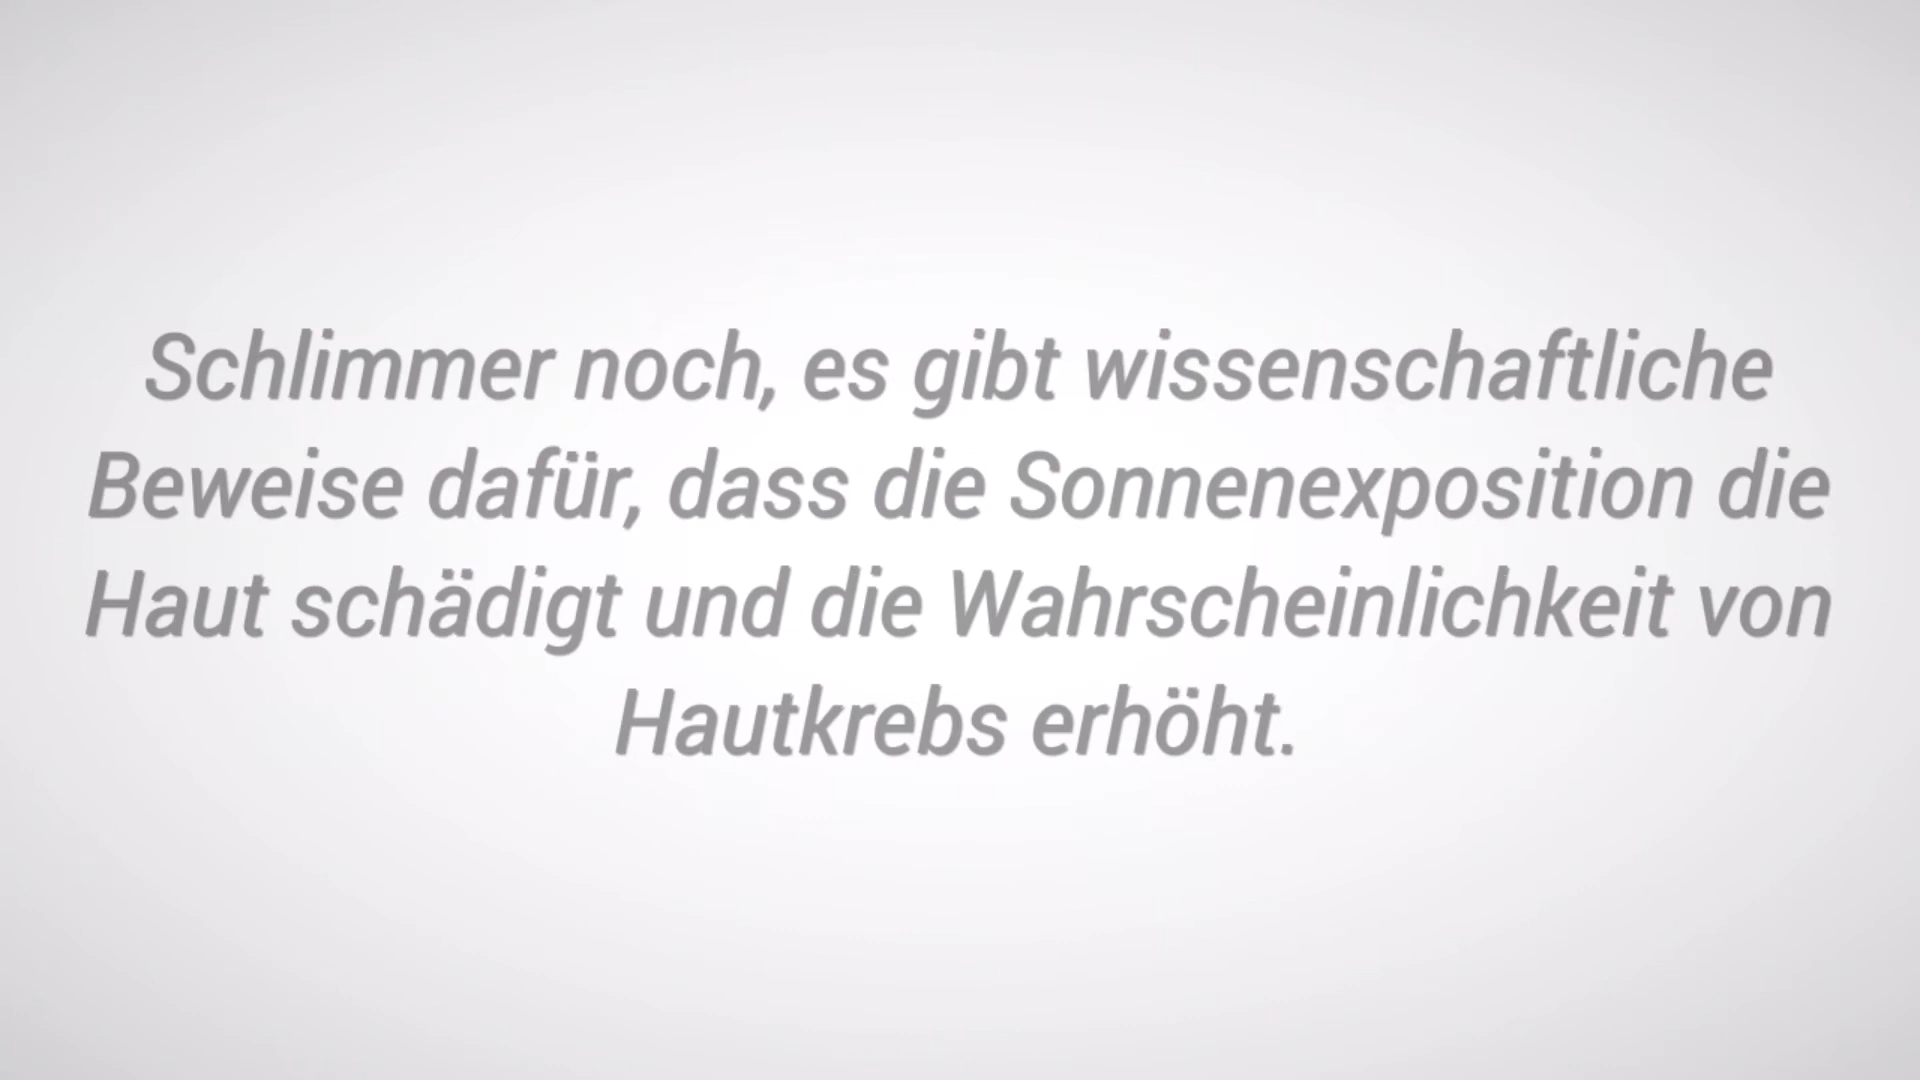 Schlimmer noch, es gibt wissenschaftliche
Beweise dafür, dass die Sonnenexposition die
Haut schädigt und die Wahrscheinlichkeit von
Hautkrebs erhöht.